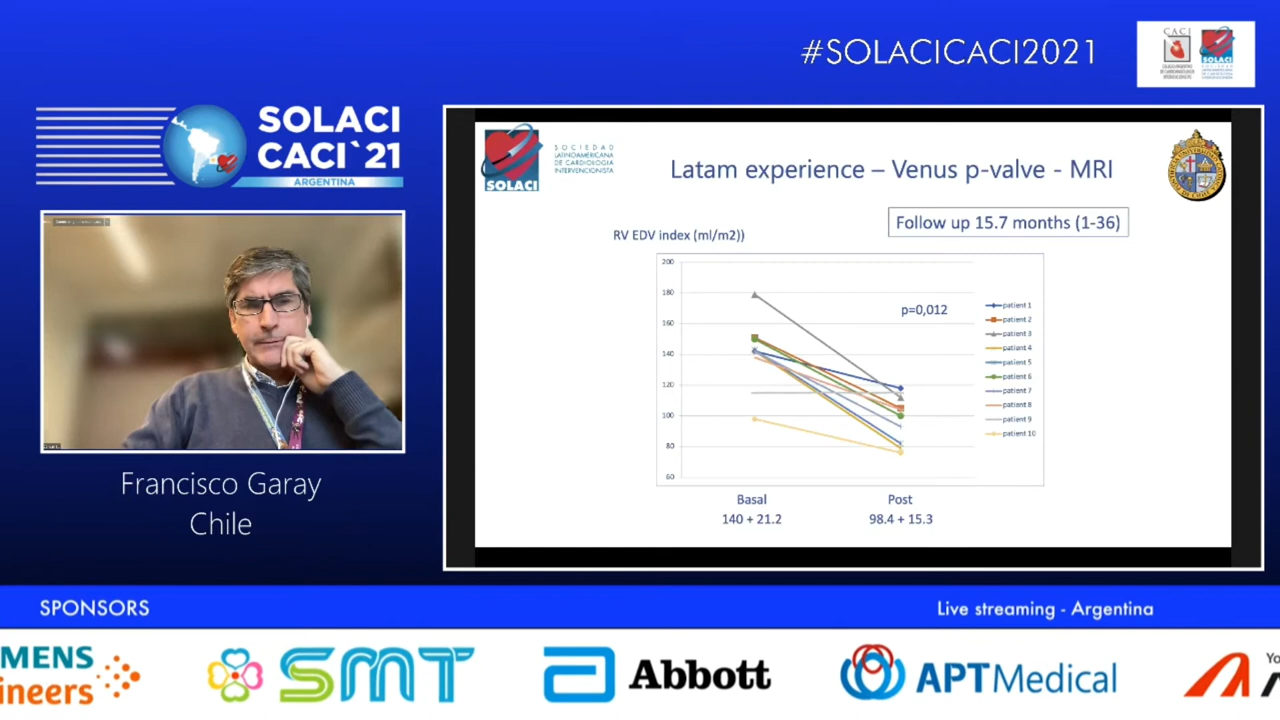 #SOLACICACI2021
CACI
SOLACI
SOLACI
CACI`21
ARGENTINA
Francisco Garay
Chile
SOLACI
SOCIEDAD
LATINOAMERICANA
DE CARDIOLOGIA
INTERVENCIONISTA
Latam experience – Venus p-valve - MRI
Follow up 15.7 months (1-36)
RV EDV index (ml/m2))
200
180
160
140
120
100
80
60
p=0,012
patient 1
patient 2
patient 3
patient 4
patient 5
patient 6
patient 7
patient 8
patient 9
patient 10
Basal
140 + 21.2
Post
98.4 + 15.3
SPONSORS
Live streaming - Argentina
MENS
ineers
SMT
Abbott
APTMedical
Yo